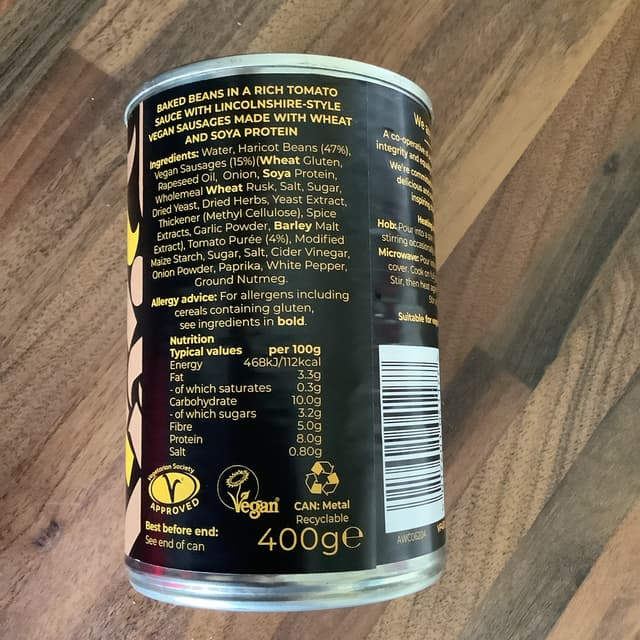 BAKED BEANS IN A RICH TOMATO
SAUCE WITH LINCOLNSHIRE-STYLE
VEGAN SAUSAGES MADE WITH WHEAT
AND SOYA PROTEIN
Ingredients: Water, Haricot Beans (47%),
Vegan Sausages (15%)(Wheat Gluten,
Rapeseed Oil, Onion, Soya Protein,
Wholemeal Wheat Rusk, Salt, Sugar,
Dried Yeast, Dried Herbs, Yeast Extract,
Thickener (Methyl Cellulose), Spice
Extracts, Garlic Powder, Barley Malt
Extract), Tomato Purée (4%), Modified
Maize Starch, Sugar, Salt, Cider Vinegar,
Onion Powder, Paprika, White Pepper,
Ground Nutmeg.
Allergy advice: For allergens including
cereals containing gluten,
see ingredients in bold.
Nutrition
Typical values per 100g
Energy 468kJ/112kcal
Fat 3.3g
- of which saturates 0.3g
Carbohydrate 10.0g
- of which sugars 3.2g
Fibre 5.0g
Protein 8.0g
Salt 0.80g
Vegetarian Society
APPROVED
Vegan
CAN: Metal
Recyclable
Best before end:
See end of can
400g℮
We
A co-operative
integrity and
We're
delicious
Hob: Pour into a
stirring
Microwave: Pour
cover. Cook on
Stir, then heat
Suitable for